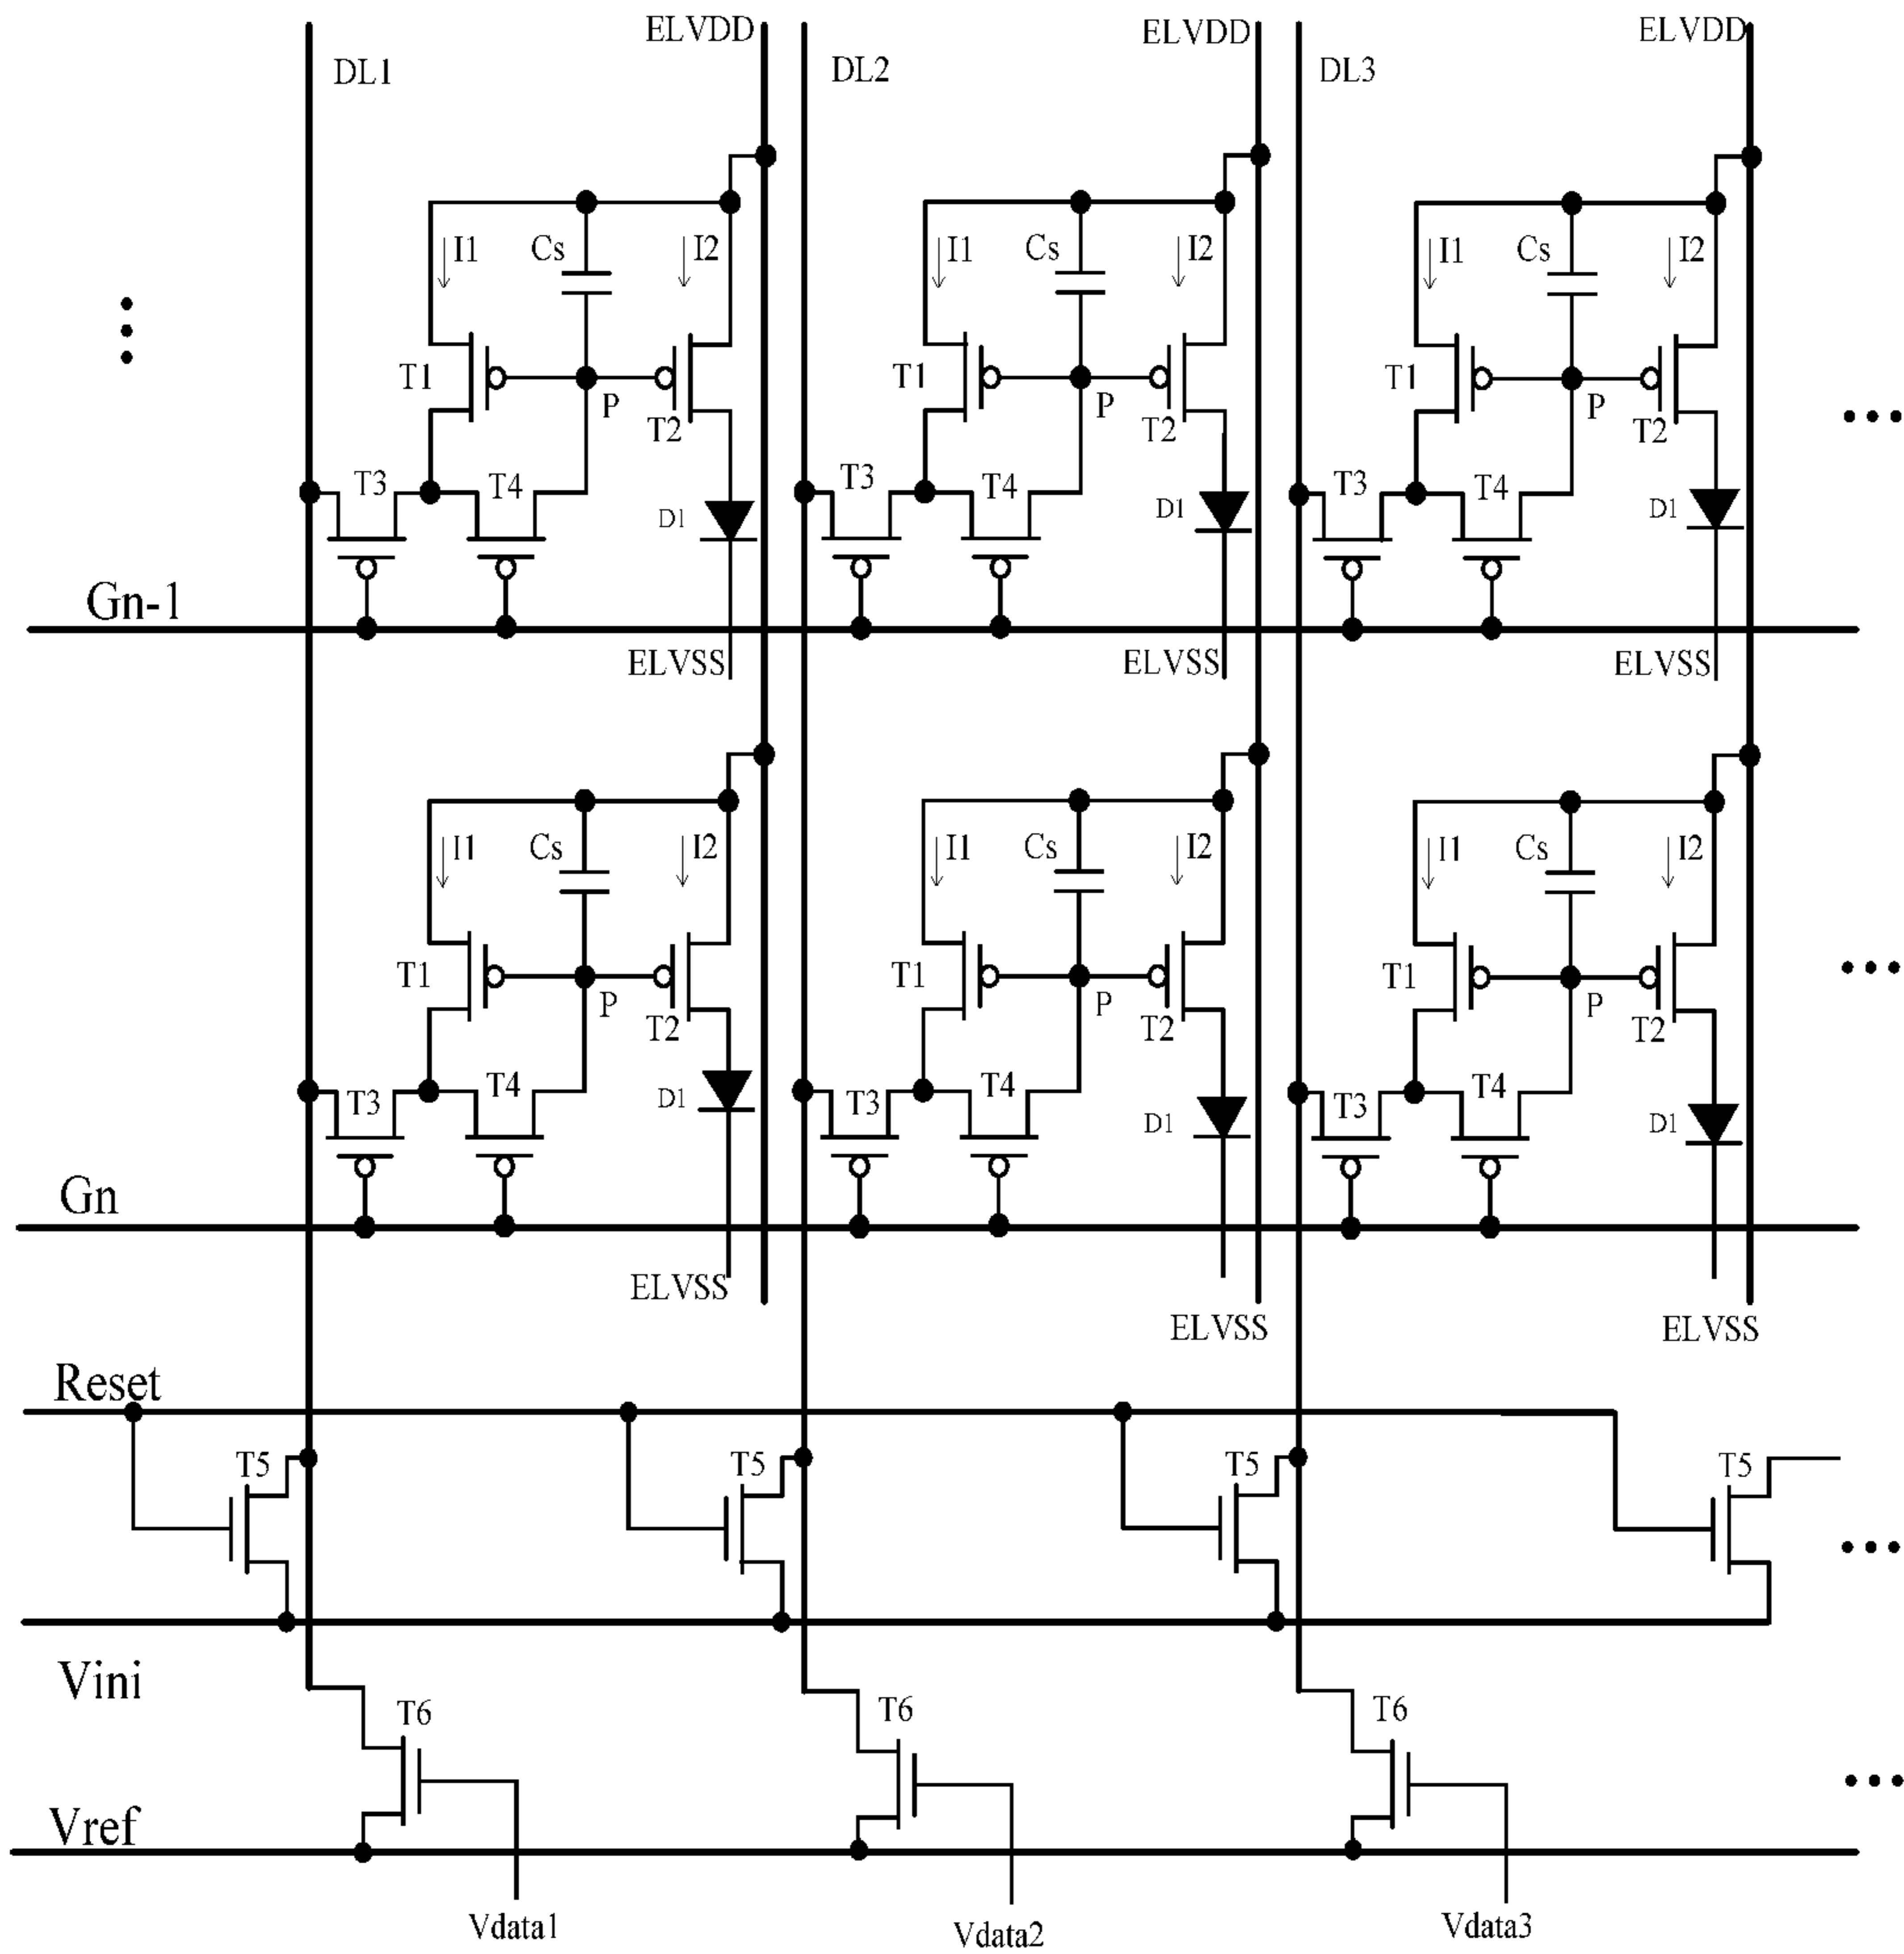 ELVDD ELVDD ELVDD
DL1 DL2 DL3
I1 Cs I2 I1 Cs I2 I1 Cs I2
T1 P T2 T1 P T2 T1 P T2
T3 T4 D1 T3 T4 D1 T3 T4 D1
Gn-1
ELVSS ELVSS ELVSS
I1 Cs I2 I1 Cs I2 I1 Cs I2
T1 P T2 T1 P T2 T1 P T2
T3 T4 D1 T3 T4 D1 T3 T4 D1
Gn
ELVSS ELVSS ELVSS
Reset
T5 T5 T5 T5
Vini
T6 T6 T6
Vref
Vdata1 Vdata2 Vdata3